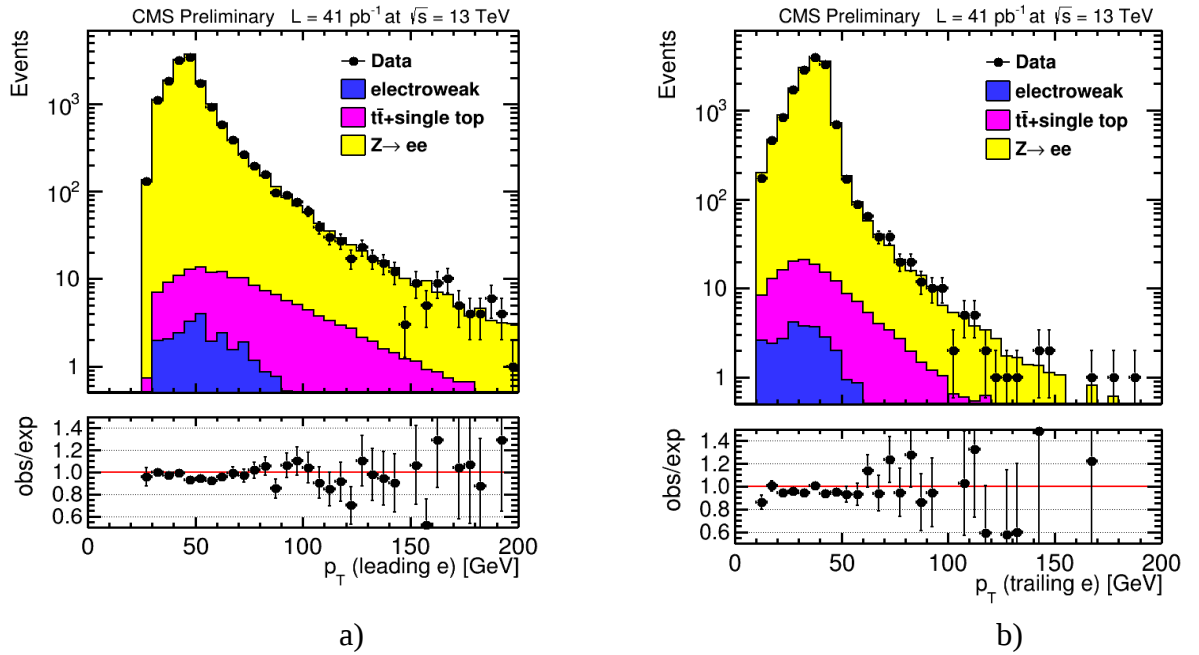 CMS Preliminary L = 41 pb⁻¹ at √s = 13 TeV
Events
10³
10²
10
1
Data
electroweak
tt̄+single top
Z→ ee
obs/exp
1.4
1.2
1.0
0.8
0.6
0 50 100 150 200
p_T (leading e) [GeV]
a)
CMS Preliminary L = 41 pb⁻¹ at √s = 13 TeV
Events
10³
10²
10
1
Data
electroweak
tt̄+single top
Z→ ee
obs/exp
1.4
1.2
1.0
0.8
0.6
0 50 100 150 200
p_T (trailing e) [GeV]
b)